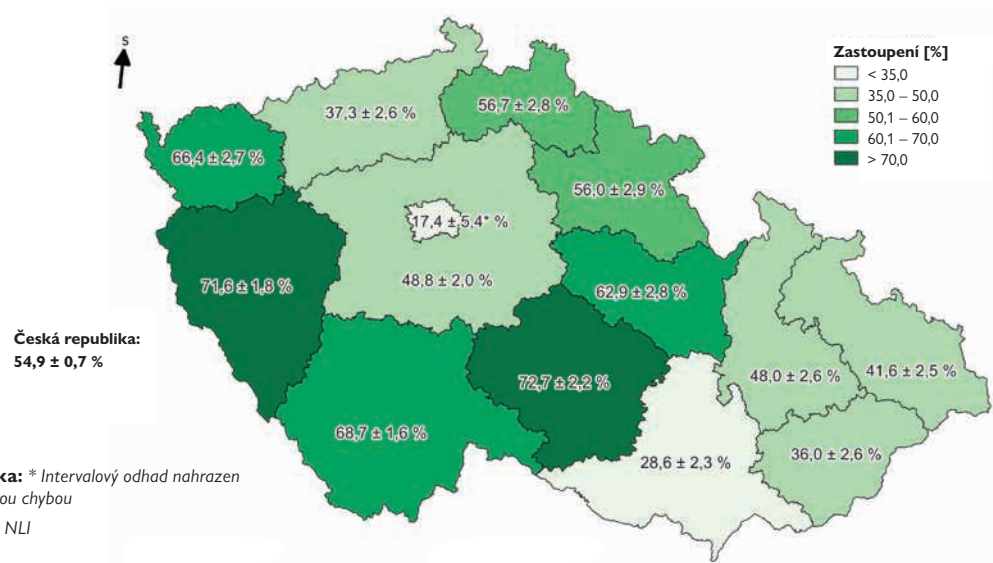 S
Zastoupení [%]
< 35,0
35,0 – 50,0
50,1 – 60,0
60,1 – 70,0
> 70,0
37,3 ± 2,6 %
56,7 ± 2,8 %
66,4 ± 2,7 %
56,0 ± 2,9 %
17,4 ± 5,4* %
71,6 ± 1,8 %
48,8 ± 2,0 %
62,9 ± 2,8 %
Česká republika:
54,9 ± 0,7 %
72,7 ± 2,2 %
48,0 ± 2,6 %
41,6 ± 2,5 %
68,7 ± 1,6 %
28,6 ± 2,3 %
36,0 ± 2,6 %
ka: * Intervalový odhad nahrazen
ou chybou
NLI